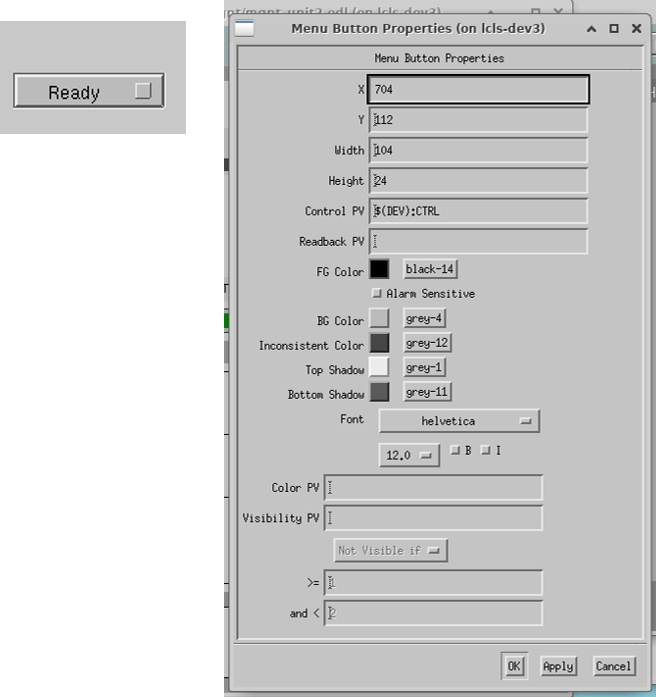 Ready
Menu Button Properties (on lcls-dev3)
Menu Button Properties
X 704
Y 112
Width 104
Height 24
Control PV $(DEV):CTRL
Readback PV
FG Color black-14
Alarm Sensitive
BG Color grey-4
Inconsistent Color grey-12
Top Shadow grey-1
Bottom Shadow grey-11
Font helvetica
12.0 B I
Color PV
Visibility PV
Not Visible if
>= 1
and < 2
OK Apply Cancel